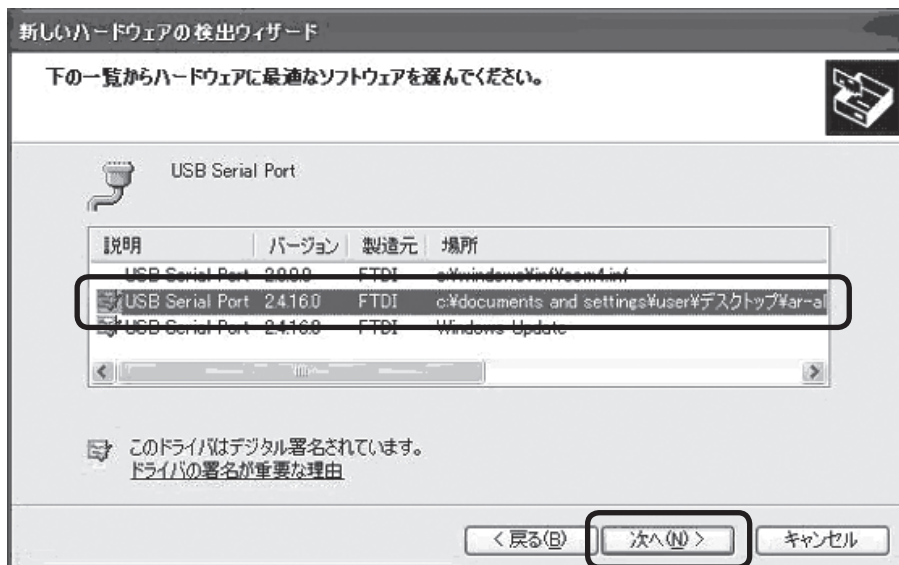 新しいハードウェアの検出ウィザード
下の一覧からハードウェアに最適なソフトウェアを選んでください。
USB Serial Port
説明 バージョン 製造元 場所
USB Serial Port FTDI
USB Serial Port 2.4.16.0 FTDI c:¥documents and settings¥user¥デスクトップ¥ar-al
USB Serial Port FTDI Windows Update
このドライバはデジタル署名されています。
ドライバの署名が重要な理由
< 戻る(B) 次へ(N) > キャンセル